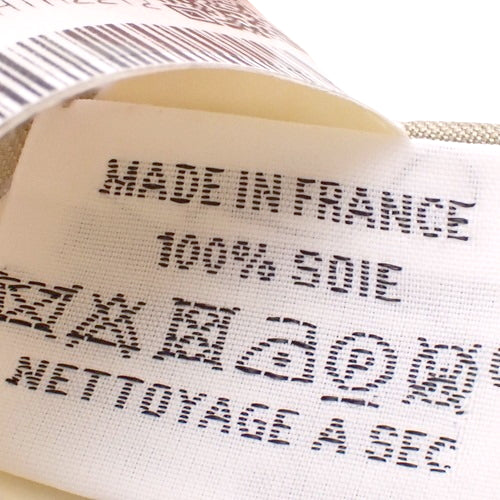 MADE IN FRANCE
100% SOIE
P
NETTOYAGE A SEC